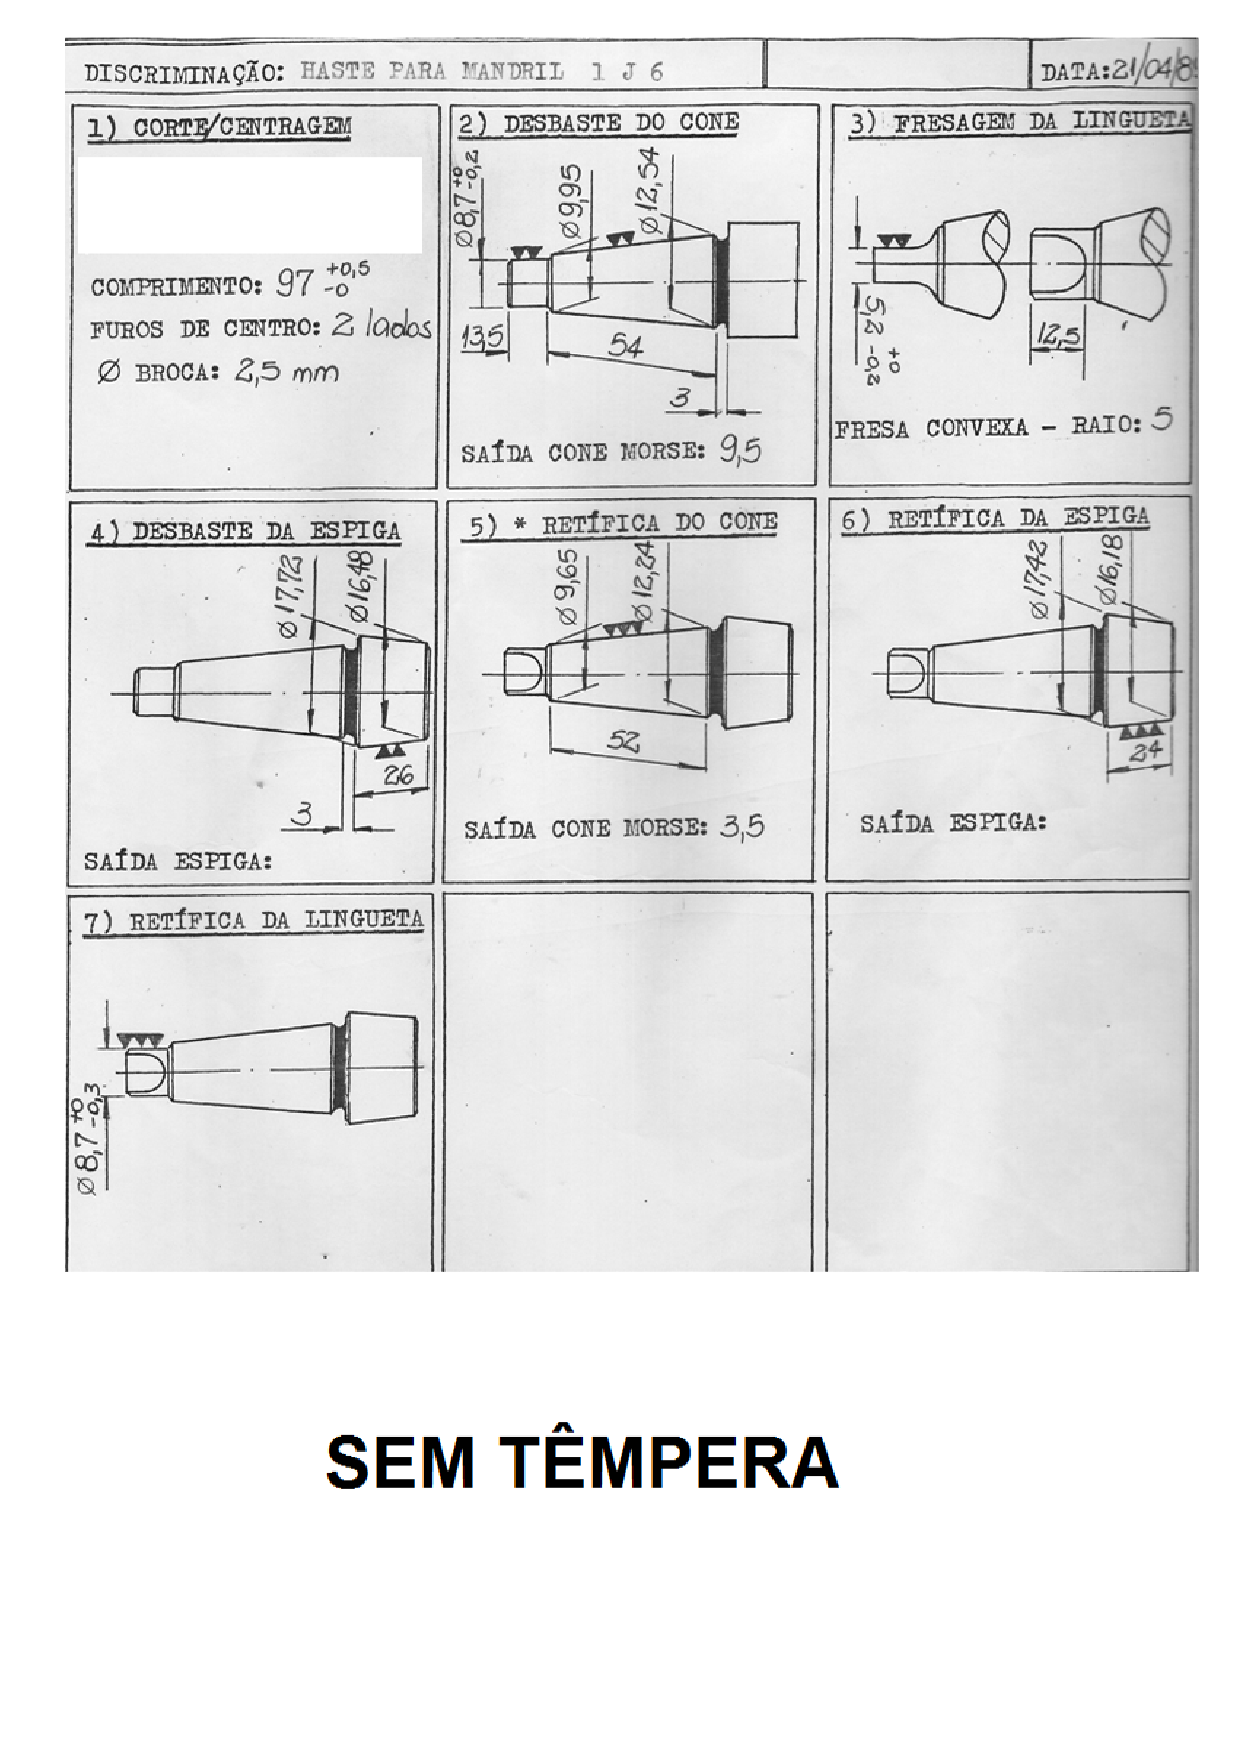 DISCRIMINAÇÃO: HASTE PARA MANDRIL 1 J 6
DATA: 21/04/8
1) CORTE/CENTRAGEM
COMPRIMENTO: 97 +0,5 -0
FUROS DE CENTRO: 2 lados
Ø BROCA: 2,5 mm
2) DESBASTE DO CONE
Ø8,7 +0 -0,2
Ø9,95
Ø12,54
13,5
54
3
SAÍDA CONE MORSE: 9,5
3) FRESAGEM DA LINGUETA
5,2 +0 -0,2
12,5
FRESA CONVEXA - RAIO: 5
4) DESBASTE DA ESPIGA
Ø17,72
Ø16,48
26
3
SAÍDA ESPIGA:
5) * RETÍFICA DO CONE
Ø9,65
Ø12,24
52
SAÍDA CONE MORSE: 3,5
6) RETÍFICA DA ESPIGA
Ø17,42
Ø16,18
24
SAÍDA ESPIGA:
7) RETÍFICA DA LINGUETA
Ø8,7 +0 -0,3
SEM TÊMPERA